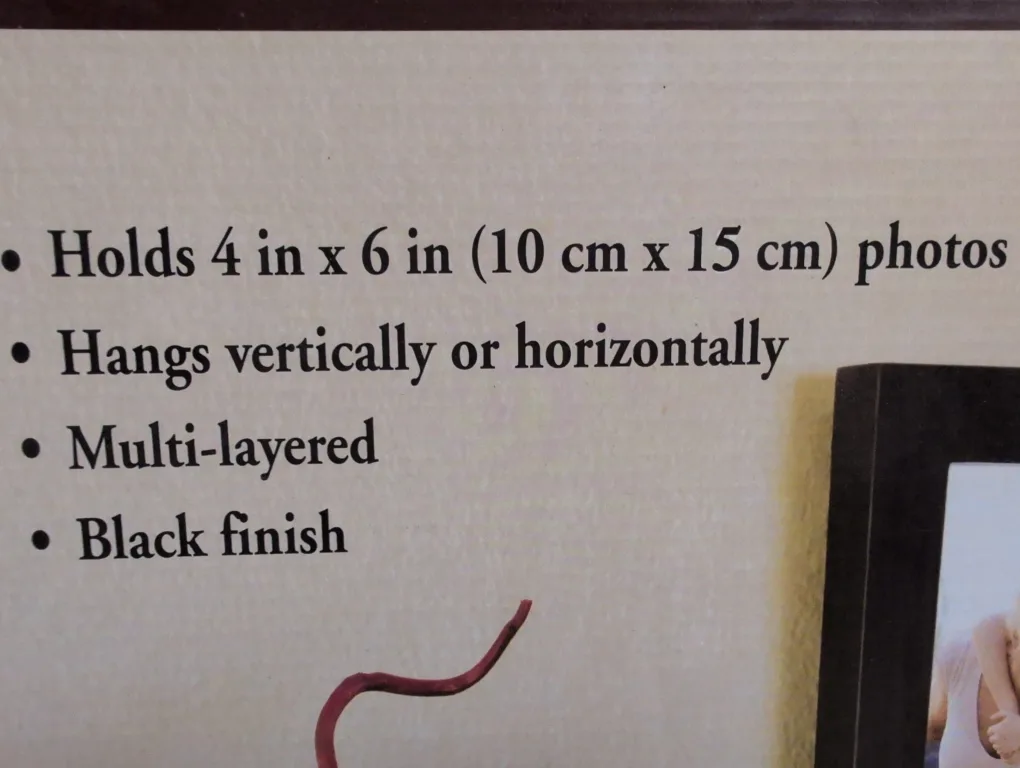 • Holds 4 in x 6 in (10 cm x 15 cm) photos
• Hangs vertically or horizontally
• Multi-layered
• Black finish